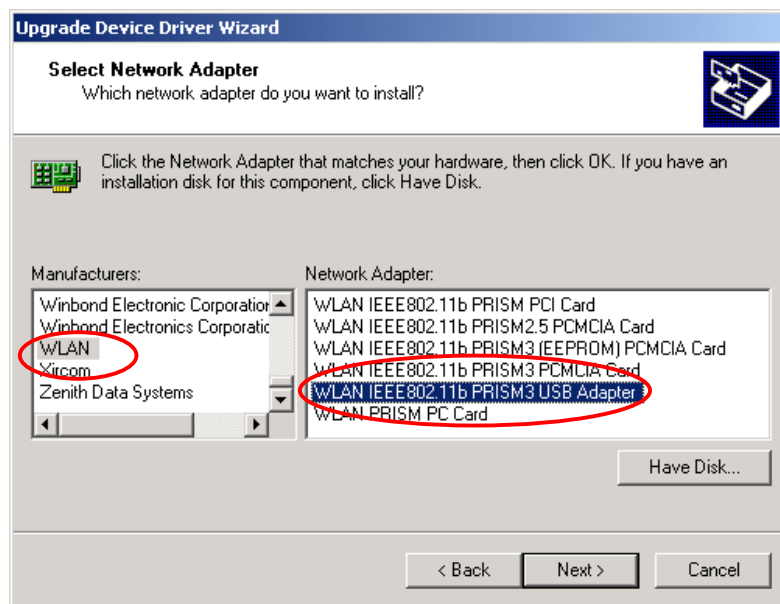 Upgrade Device Driver Wizard
Select Network Adapter
Which network adapter do you want to install?
Click the Network Adapter that matches your hardware, then click OK. If you have an
installation disk for this component, click Have Disk.
Manufacturers:
Winbond Electronic Corporation
Winbond Electronics Corporatic
WLAN
Xircom
Zenith Data Systems
Network Adapter:
WLAN IEEE802.11b PRISM PCI Card
WLAN IEEE802.11b PRISM2.5 PCMCIA Card
WLAN IEEE802.11b PRISM3 (EEPROM) PCMCIA Card
WLAN IEEE802.11b PRISM3 PCMCIA Card
WLAN IEEE802.11b PRISM3 USB Adapter
WLAN PRISM PC Card
Have Disk...
< Back
Next >
Cancel